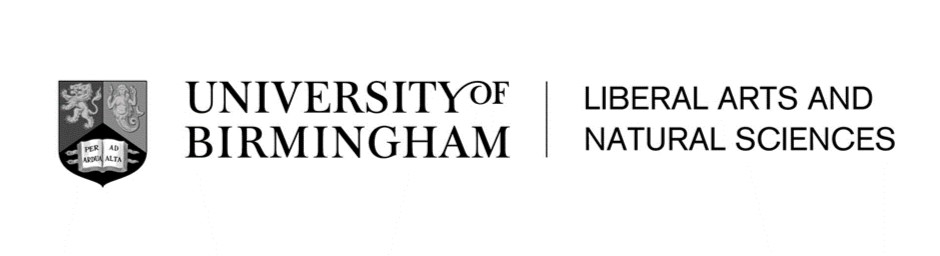 UNIVERSITY OF
BIRMINGHAM
LIBERAL ARTS AND
NATURAL SCIENCES
PER AD
ARDUA ALTA